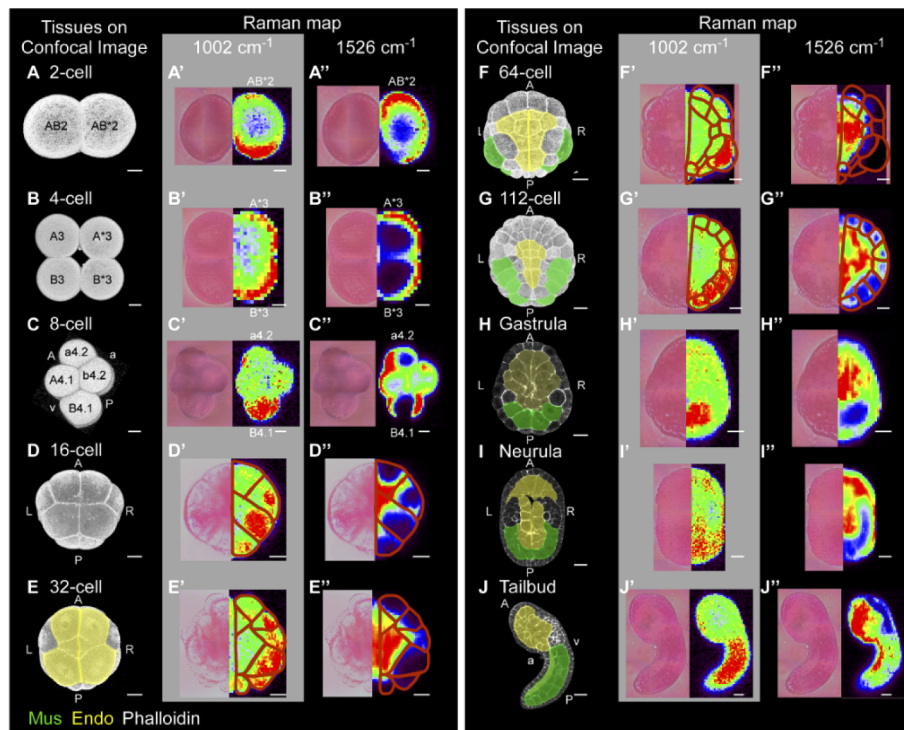 Tissues on
Confocal Image
Raman map
1002 cm-1
1526 cm-1
A 2-cell
AB2
AB*2
A'
AB*2
A''
AB*2
B 4-cell
A3
A*3
B3
B*3
B'
A*3
B*3
B''
A*3
B*3
C 8-cell
A
a4.2
a
A4.1
b4.2
v
B4.1
P
C'
a4.2
B4.1
C''
a4.2
B4.1
D 16-cell
A
L
R
P
D'
D''
E 32-cell
A
L
R
P
E'
E''
Mus Endo Phalloidin
Tissues on
Confocal Image
Raman map
1002 cm-1
1526 cm-1
F 64-cell
A
L
R
P
F'
F''
G 112-cell
A
L
R
P
G'
G''
H Gastrula
A
L
R
P
H'
H''
I Neurula
A
L
R
P
I'
I''
J Tailbud
A
v
a
P
J'
J''